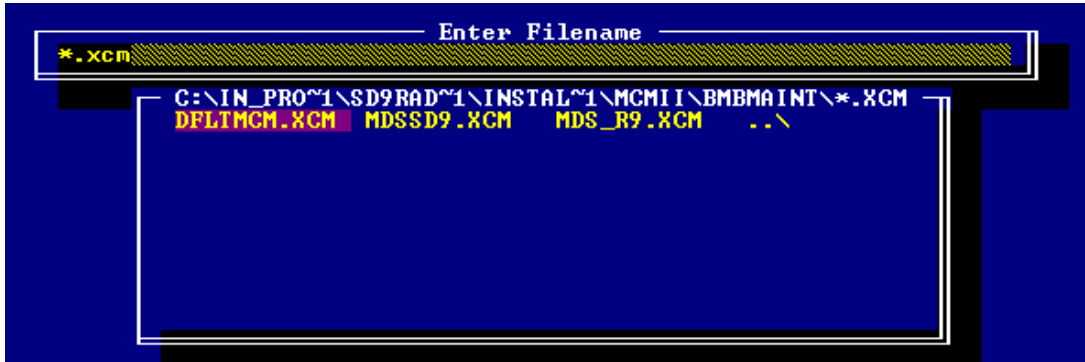 Enter Filename
*.xcm
C:\IN_PRO~1\SD9RAD~1\INSTAL~1\MCMII\BMBMAINT\*.XCM
DFLTMCM.XCM MDSSD9.XCM MDS_R9.XCM ..\